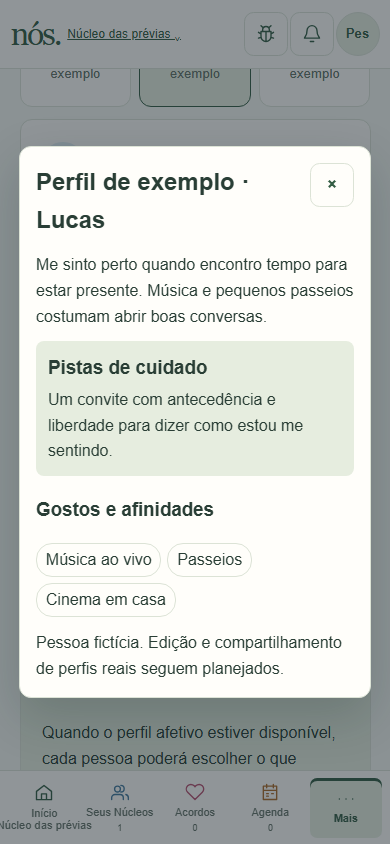 nós. Núcleo das prévias
Pes
exemplo exemplo exemplo
Perfil de exemplo ·
Lucas
×
Me sinto perto quando encontro tempo para
estar presente. Música e pequenos passeios
costumam abrir boas conversas.
Pistas de cuidado
Um convite com antecedência e
liberdade para dizer como estou me
sentindo.
Gostos e afinidades
Música ao vivo Passeios
Cinema em casa
Pessoa fictícia. Edição e compartilhamento
de perfis reais seguem planejados.
Quando o perfil afetivo estiver disponível,
cada pessoa poderá escolher o que
Início Seus Núcleos Acordos Agenda Mais
Núcleo das prévias 1 0 0